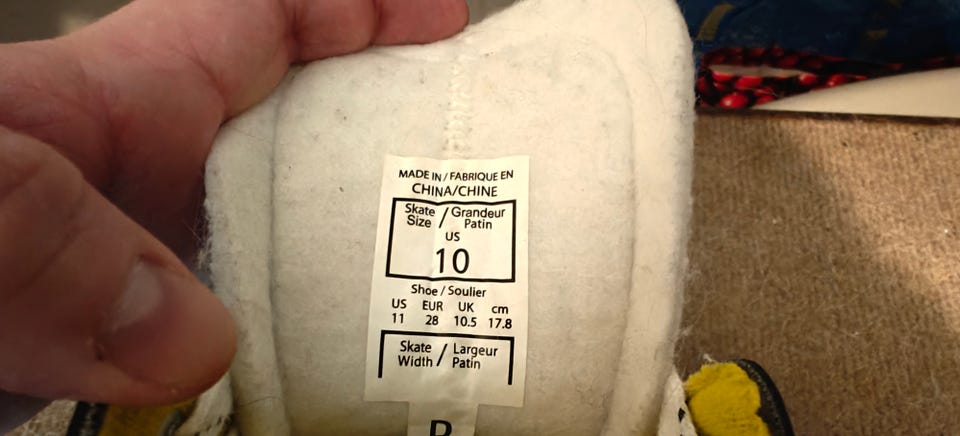 MADE IN / FABRIQUE EN
CHINA/CHINE
Skate Size / Grandeur Patin
US
10
Shoe / Soulier
US EUR UK cm
11 28 10.5 17.8
Skate Width / Largeur Patin